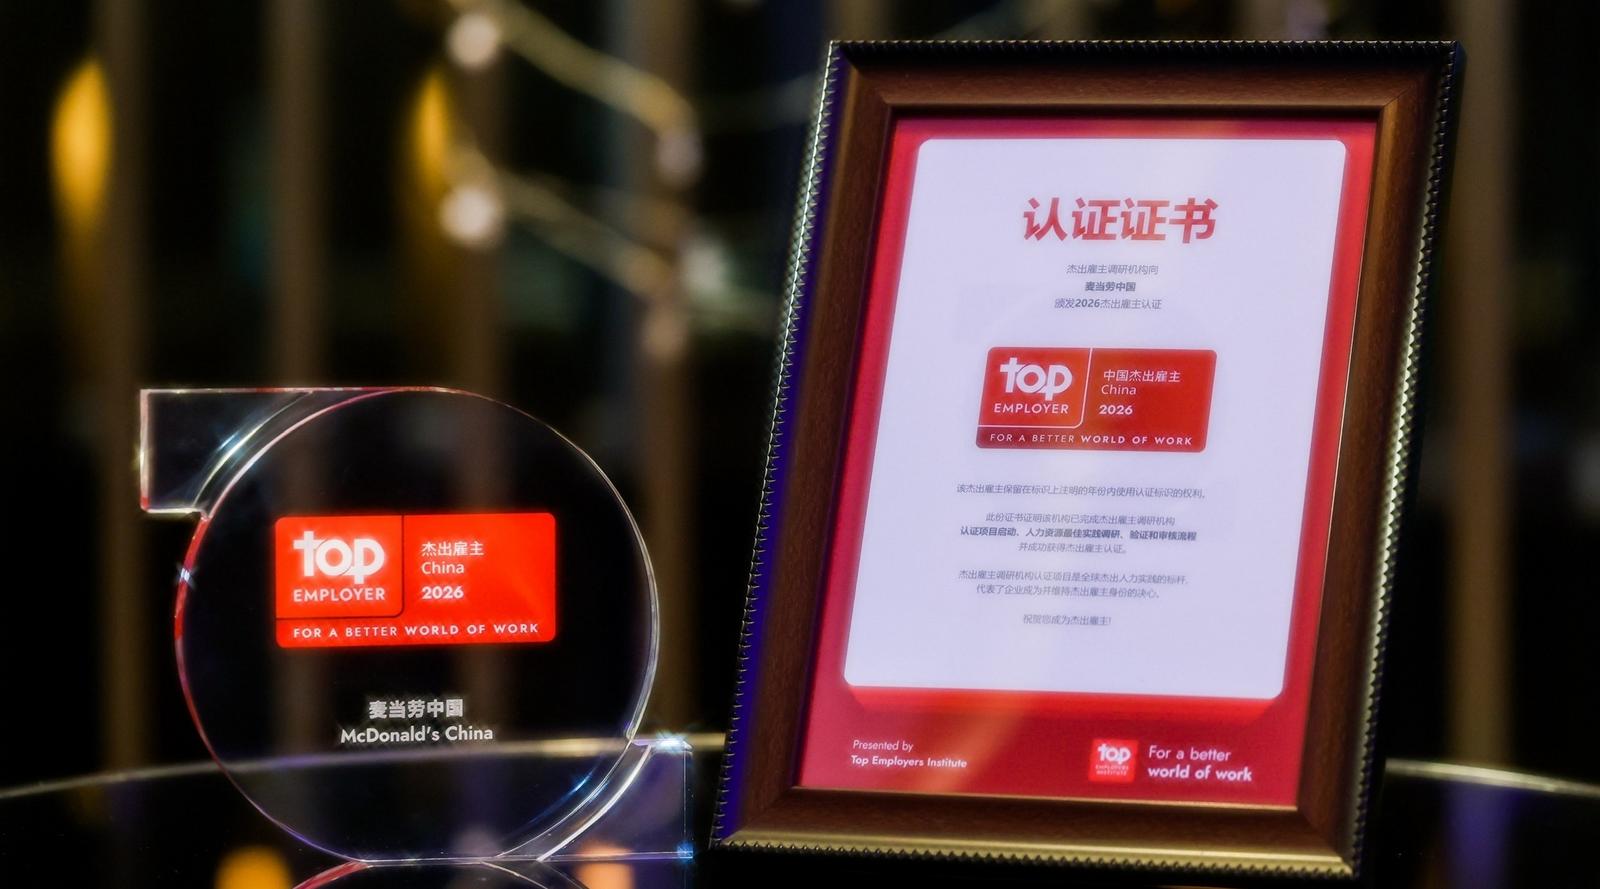 top
EMPLOYER
杰出雇主
China
2026
FOR A BETTER WORLD OF WORK
麦当劳中国
McDonald's China
认证证书
杰出雇主调研机构向
麦当劳中国
颁发2026杰出雇主认证
top
EMPLOYER
中国杰出雇主
China
2026
FOR A BETTER WORLD OF WORK
该杰出雇主保留在标识上注明的年份内使用认证标识的权利。
此份证书证明该机构已完成杰出雇主调研机构
认证项目启动、人力资源最佳实践调研、验证和审核流程
并成功获得杰出雇主认证。
杰出雇主调研机构认证项目是全球杰出人力实践的标杆,
代表了企业成为并维持杰出雇主身份的决心。
祝贺您成为杰出雇主!
Presented by
Top Employers Institute
top
EMPLOYERS
INSTITUTE
For a better
world of work